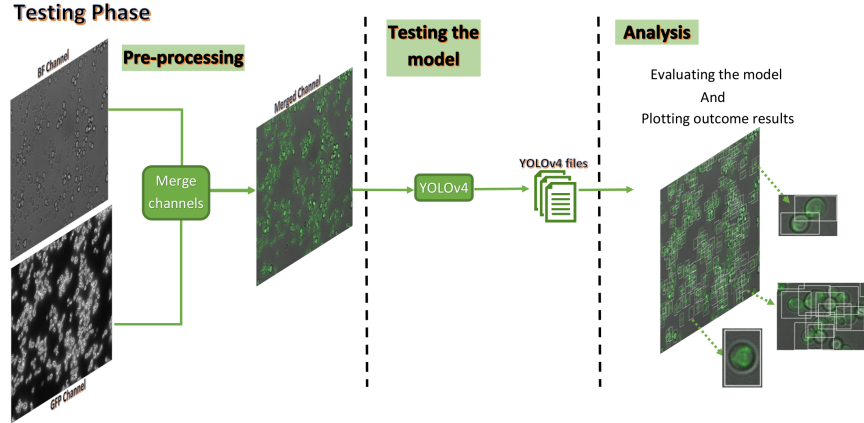 Testing Phase
Pre-processing
Testing the
model
Analysis
BF Channel
Merged Channel
Evaluating the model
And
Plotting outcome results
Merge
channels
YOLOv4
YOLOv4 files
GFP Channel